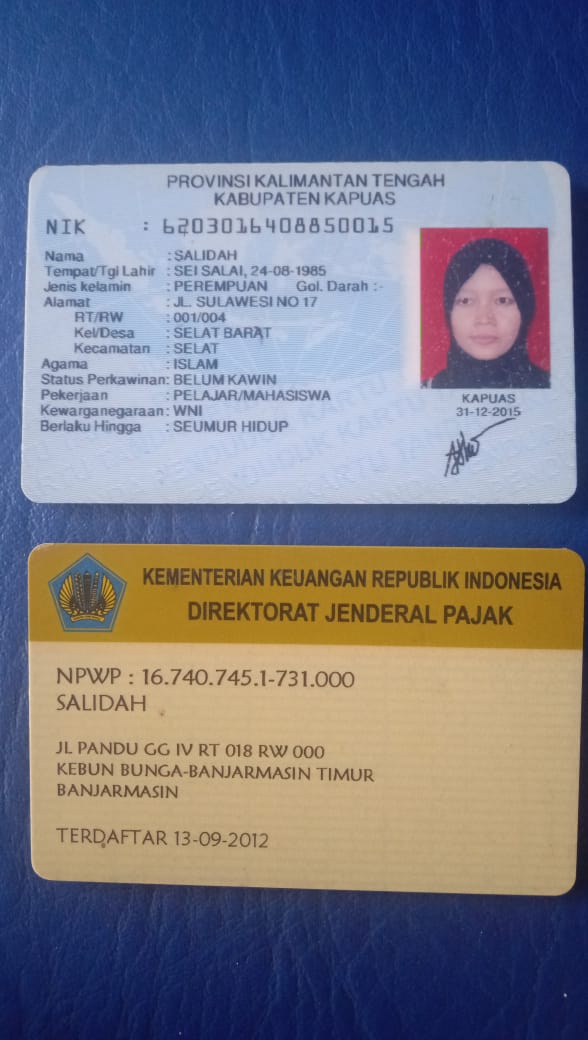 PROVINSI KALIMANTAN TENGAH
KABUPATEN KAPUAS
NIK : 6203016408850015
Nama : SALIDAH
Tempat/Tgl Lahir : SEI SALAI, 24-08-1985
Jenis kelamin : PEREMPUAN Gol. Darah :-
Alamat : JL. SULAWESI NO 17
RT/RW : 001/004
Kel/Desa : SELAT BARAT
Kecamatan : SELAT
Agama : ISLAM
Status Perkawinan: BELUM KAWIN
Pekerjaan : PELAJAR/MAHASISWA
Kewarganegaraan: WNI
Berlaku Hingga : SEUMUR HIDUP
KAPUAS
31-12-2015
KEMENTERIAN KEUANGAN REPUBLIK INDONESIA
DIREKTORAT JENDERAL PAJAK
NPWP : 16.740.745.1-731.000
SALIDAH
JL PANDU GG IV RT 018 RW 000
KEBUN BUNGA-BANJARMASIN TIMUR
BANJARMASIN
TERDAFTAR 13-09-2012